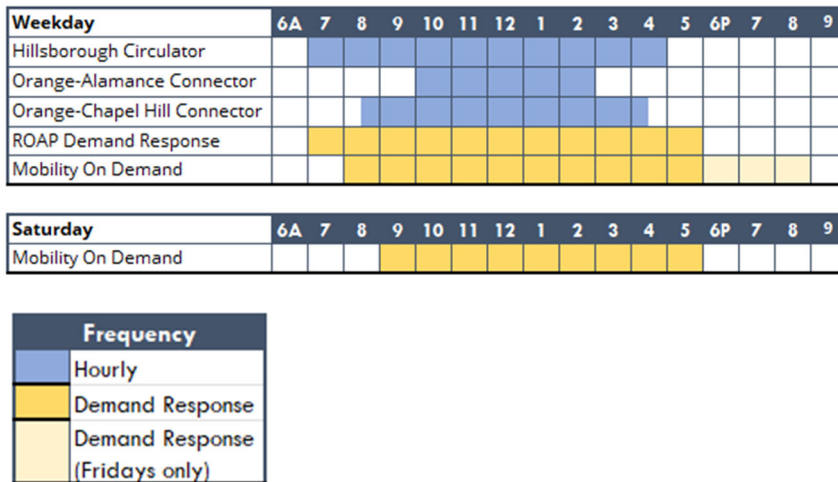 Weekday 6A 7 8 9 10 11 12 1 2 3 4 5 6P 7 8 9
Hillsborough Circulator
Orange-Alamance Connector
Orange-Chapel Hill Connector
ROAP Demand Response
Mobility On Demand
Saturday 6A 7 8 9 10 11 12 1 2 3 4 5 6P 7 8 9
Mobility On Demand
Frequency
Hourly
Demand Response
Demand Response
(Fridays only)